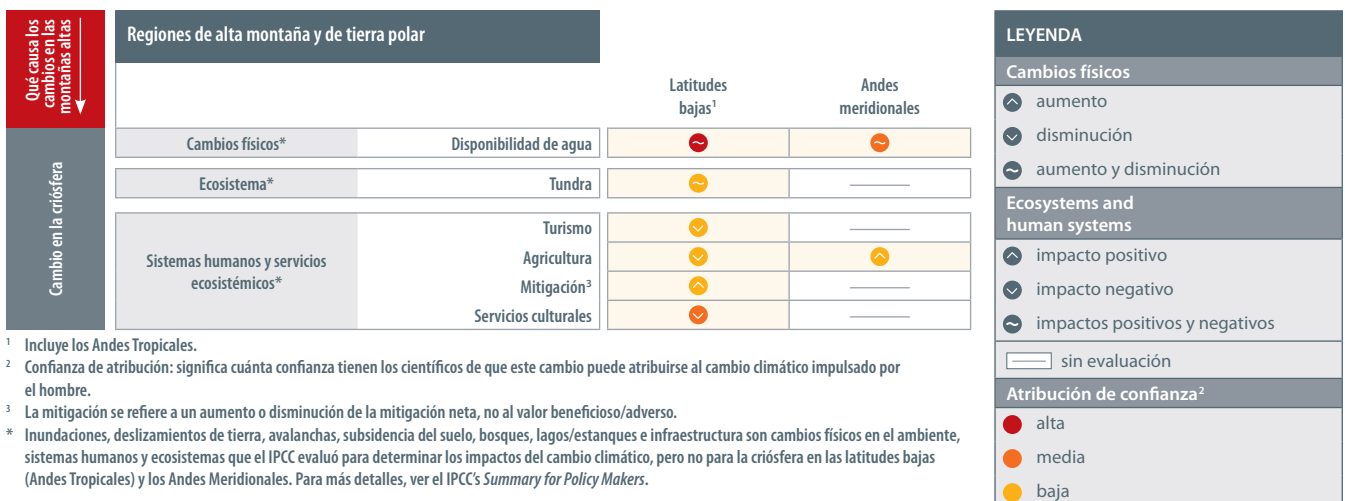 Qué causa los
cambios en las
montañas altas
Regiones de alta montaña y de tierra polar
Latitudes
bajas¹
Andes
meridionales
Cambio en la criósfera
Cambios físicos*
Disponibilidad de agua
Ecosistema*
Tundra
Sistemas humanos y servicios
ecosistémicos*
Turismo
Agricultura
Mitigación³
Servicios culturales
¹ Incluye los Andes Tropicales.
² Confianza de atribución: significa cuánta confianza tienen los científicos de que este cambio puede atribuirse al cambio climático impulsado por
el hombre.
³ La mitigación se refiere a un aumento o disminución de la mitigación neta, no al valor beneficioso/adverso.
* Inundaciones, deslizamientos de tierra, avalanchas, subsidencia del suelo, bosques, lagos/estanques e infraestructura son cambios físicos en el ambiente,
sistemas humanos y ecosistemas que el IPCC evaluó para determinar los impactos del cambio climático, pero no para la criósfera en las latitudes bajas
(Andes Tropicales) y los Andes Meridionales. Para más detalles, ver el IPCC's Summary for Policy Makers.
LEYENDA
Cambios físicos
aumento
disminución
aumento y disminución
Ecosystems and
human systems
impacto positivo
impacto negativo
impactos positivos y negativos
sin evaluación
Atribución de confianza²
alta
media
baja